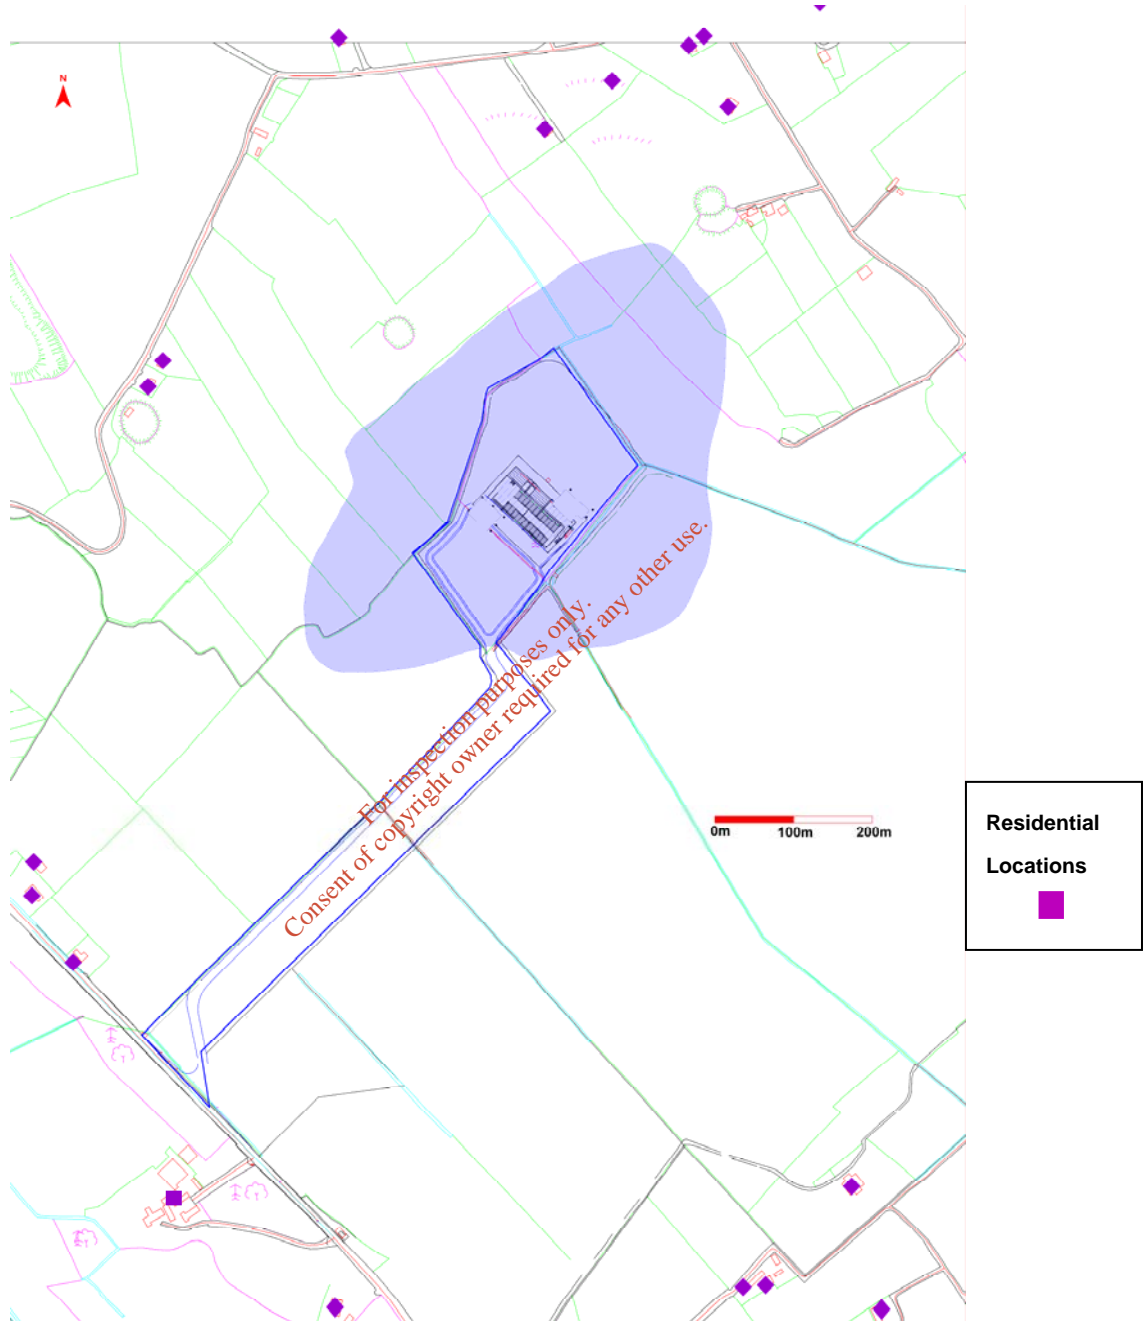 N
For inspection purposes only.
Consent of copyright owner required for any other use.
0m 100m 200m
Residential
Locations